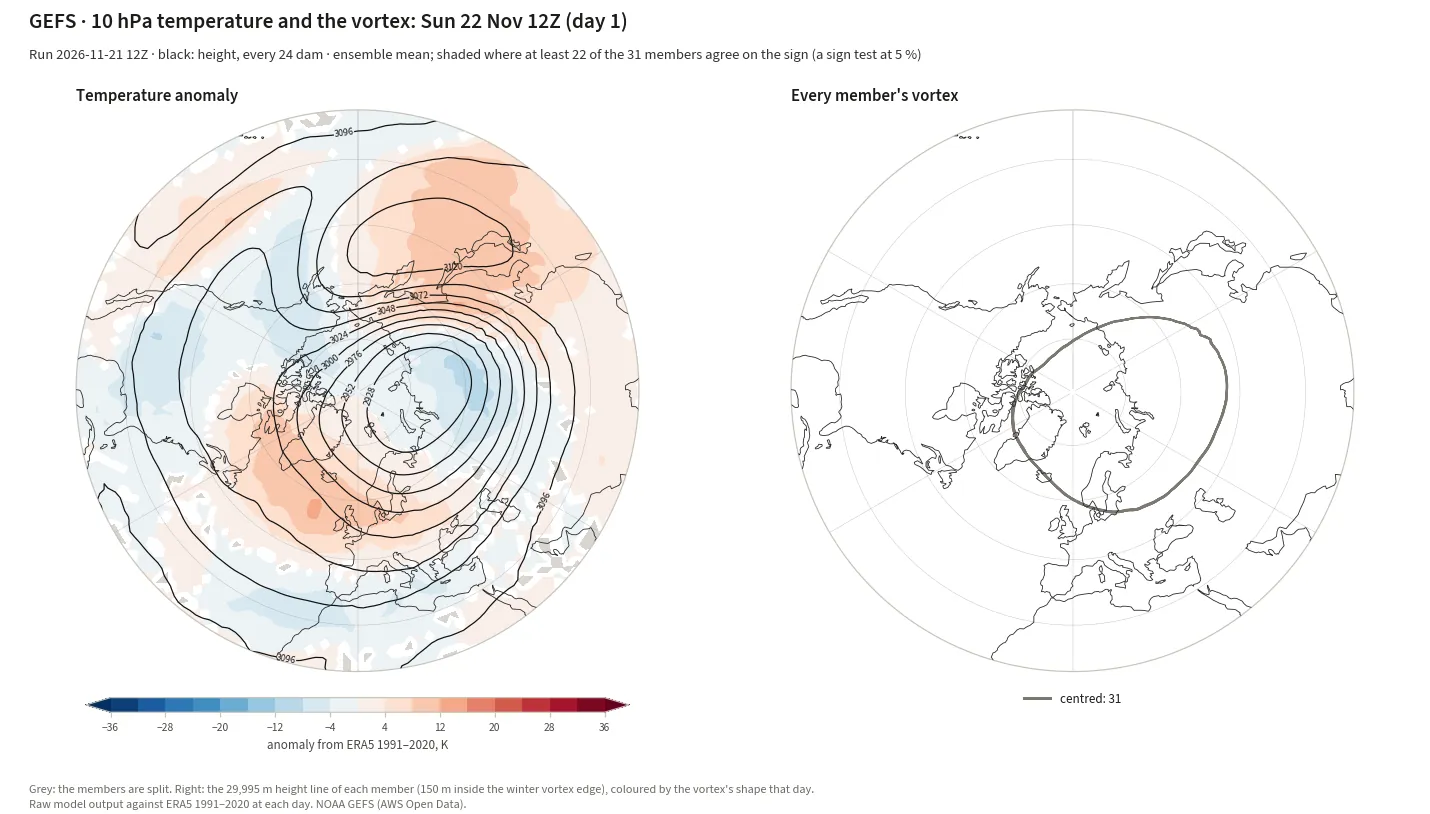 GEFS · 10 hPa temperature and the vortex: Sun 22 Nov 12Z (day 1)
Run 2026-11-21 12Z · black: height, every 24 dam · ensemble mean; shaded where at least 22 of the 31 members agree on the sign (a sign test at 5 %)
Temperature anomaly
Every member's vortex
3096
3120
3072
3048
3024
3000
2976
2952
2928
3096
3096
−36 −28 −20 −12 −4 4 12 20 28 36
anomaly from ERA5 1991–2020, K
centred: 31
Grey: the members are split. Right: the 29,995 m height line of each member (150 m inside the winter vortex edge), coloured by the vortex's shape that day.
Raw model output against ERA5 1991–2020 at each day. NOAA GEFS (AWS Open Data).